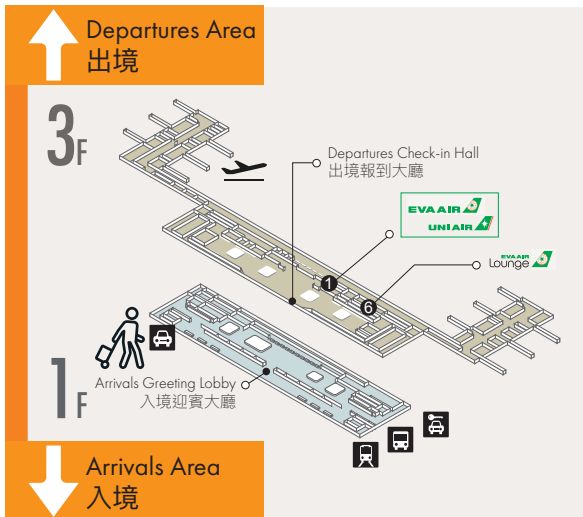 Departures Area
出境
3F
Departures Check-in Hall
出境報到大廳
EVA AIR
UNI AIR
1
EVA AIR
Lounge
6
Arrivals Greeting Lobby
入境迎賓大廳
1F
Arrivals Area
入境